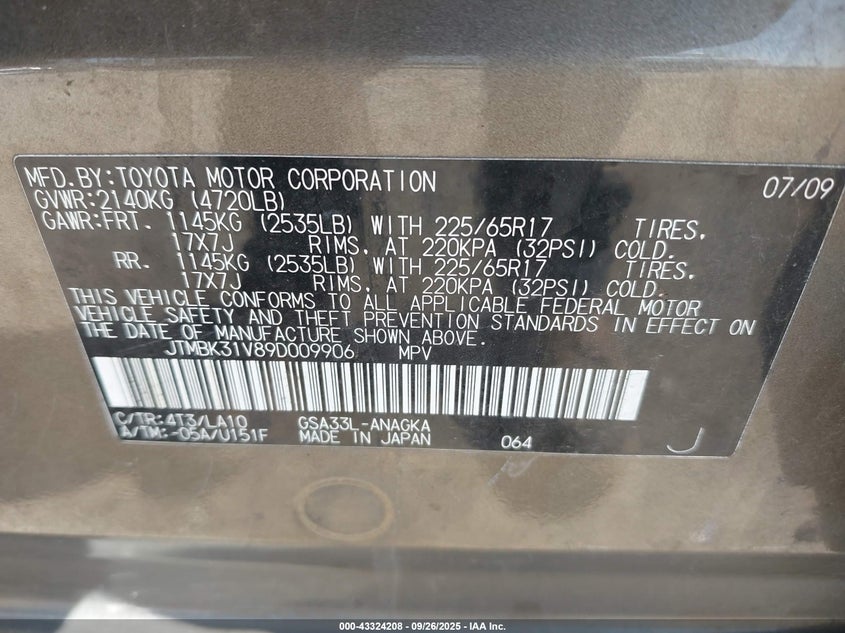 MFD.BY:TOYOTA MOTOR CORPORATION 07/09
GVWR:2140KG (4720LB)
GAWR:FRT. 1145KG (2535LB) WITH 225/65R17 TIRES,
17X7J RIMS, AT 220KPA (32PSI) COLD.
RR. 1145KG (2535LB) WITH 225/65R17 TIRES,
17X7J RIMS, AT 220KPA (32PSI) COLD.
THIS VEHICLE CONFORMS TO ALL APPLICABLE FEDERAL MOTOR
VEHICLE SAFETY AND THEFT PREVENTION STANDARDS IN EFFECT ON
THE DATE OF MANUFACTURE SHOWN ABOVE.
JTMBK31V89D009906 MPV
C/TR:4T3/LA10 GSA33L-ANAGKA
A/TM:-05A/U151F MADE IN JAPAN 064 J
000-43324208 - 09/26/2025 - IAA Inc.